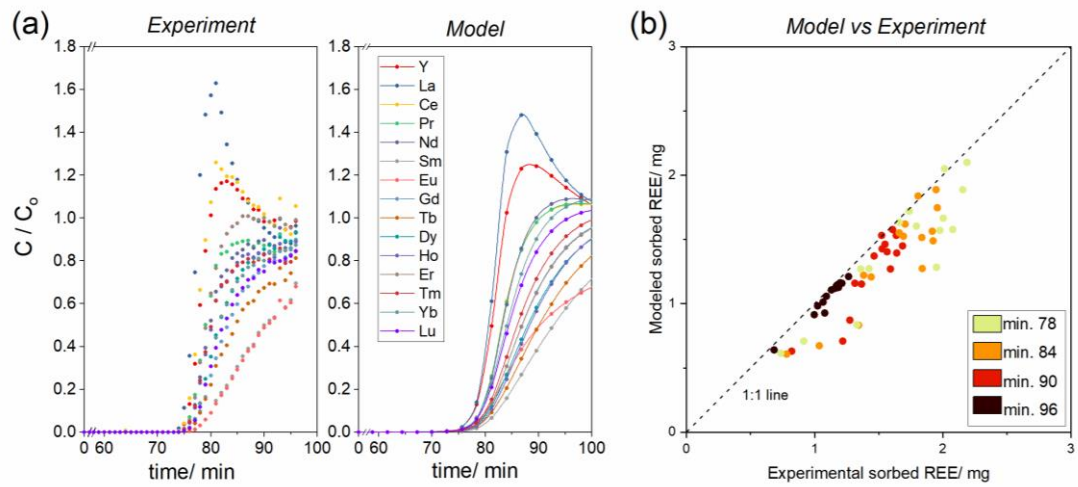 (a)
Experiment
Model
C / Co
1.8
1.6
1.4
1.2
1.0
0.8
0.6
0.4
0.2
0.0
0 60 70 80 90 100
time/ min
1.8
1.6
1.4
1.2
1.0
0.8
0.6
0.4
0.2
0.0
0 60 70 80 90 100
time/ min
Y
La
Ce
Pr
Nd
Sm
Eu
Gd
Tb
Dy
Ho
Er
Tm
Yb
Lu
(b)
Model vs Experiment
Modeled sorbed REE/ mg
3
2
1
0
0 1 2 3
Experimental sorbed REE/ mg
1:1 line
min. 78
min. 84
min. 90
min. 96